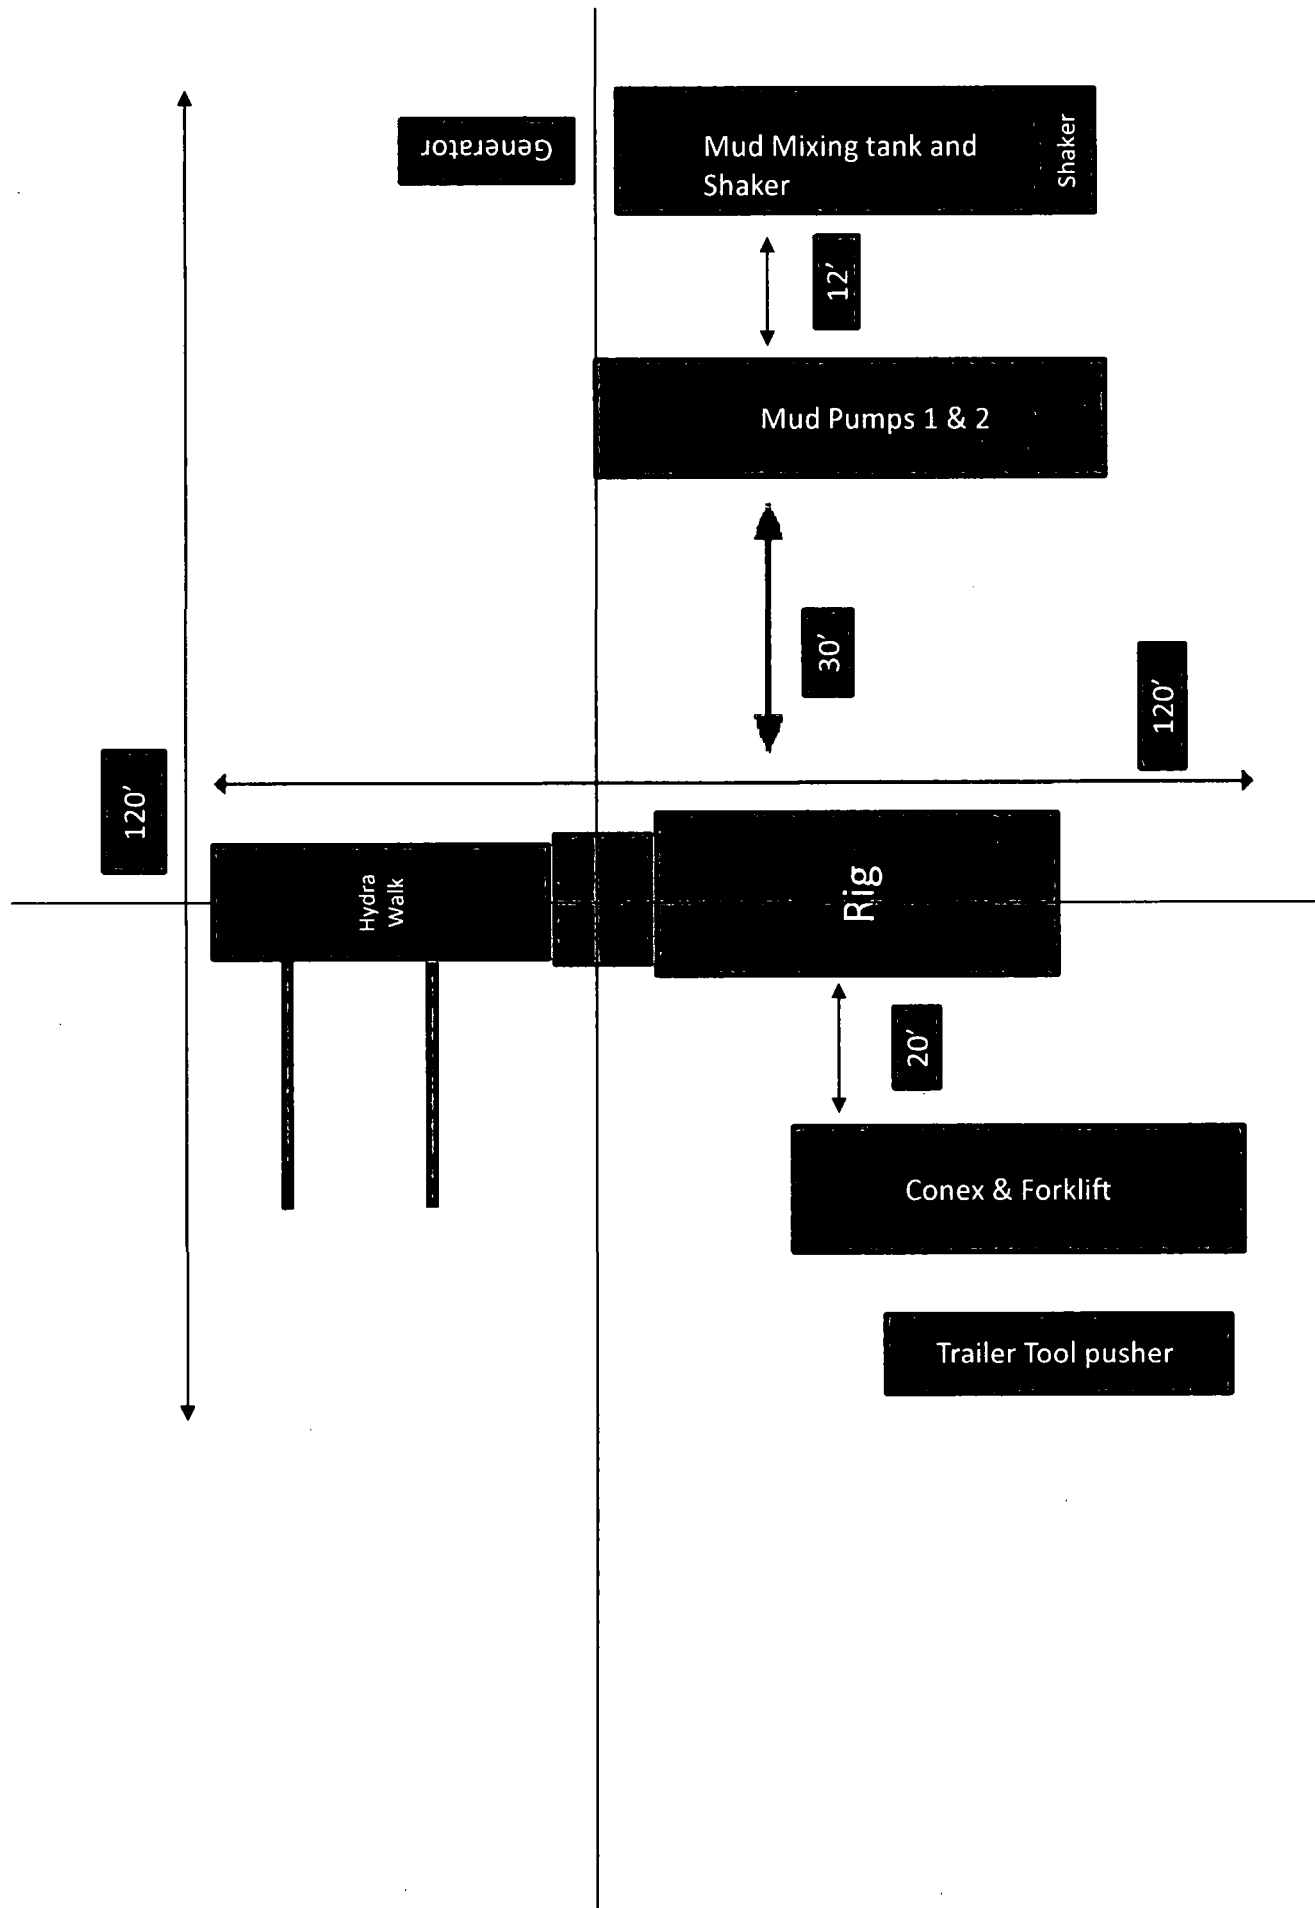 Generator
Mud Mixing tank and
Shaker
Shaker
12'
Mud Pumps 1 & 2
30'
120'
120'
Hydra
Walk
Rig
20'
Conex & Forklift
Trailer Tool pusher